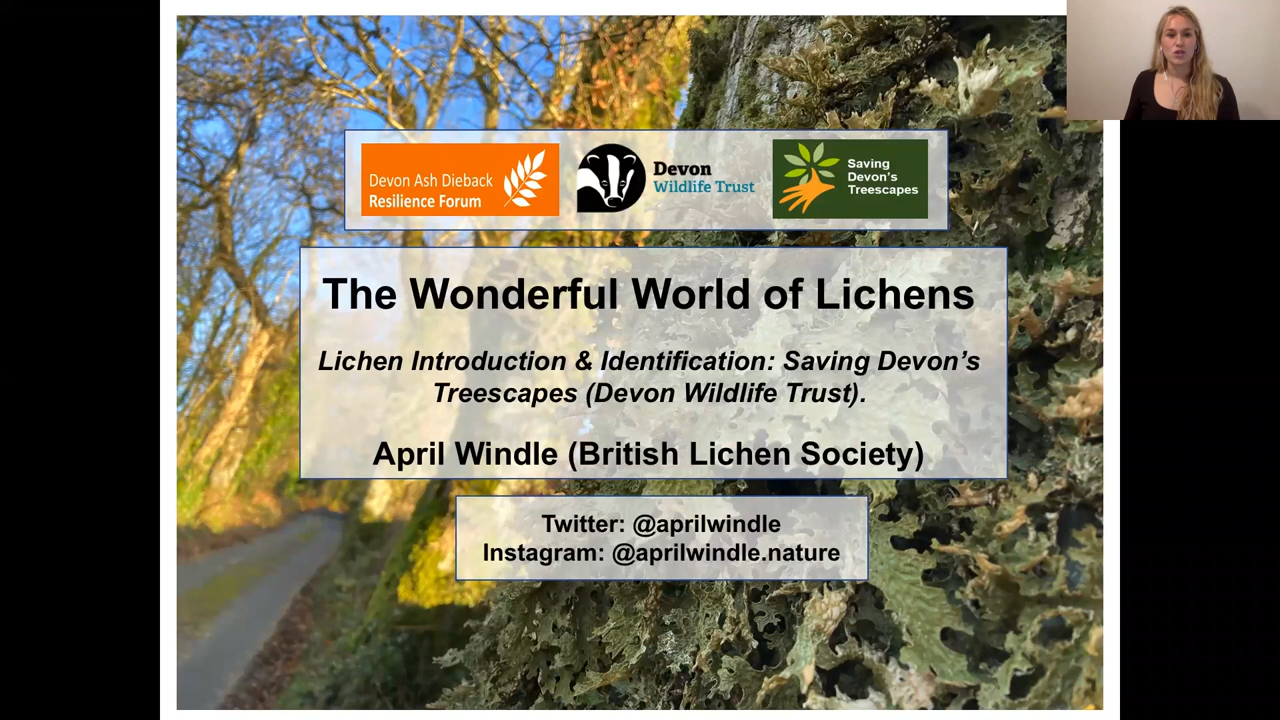 Devon Ash Dieback
Resilience Forum
Devon
Wildlife Trust
Saving
Devon's
Treescapes
The Wonderful World of Lichens
Lichen Introduction & Identification: Saving Devon’s
Treescapes (Devon Wildlife Trust).
April Windle (British Lichen Society)
Twitter: @aprilwindle
Instagram: @aprilwindle.nature